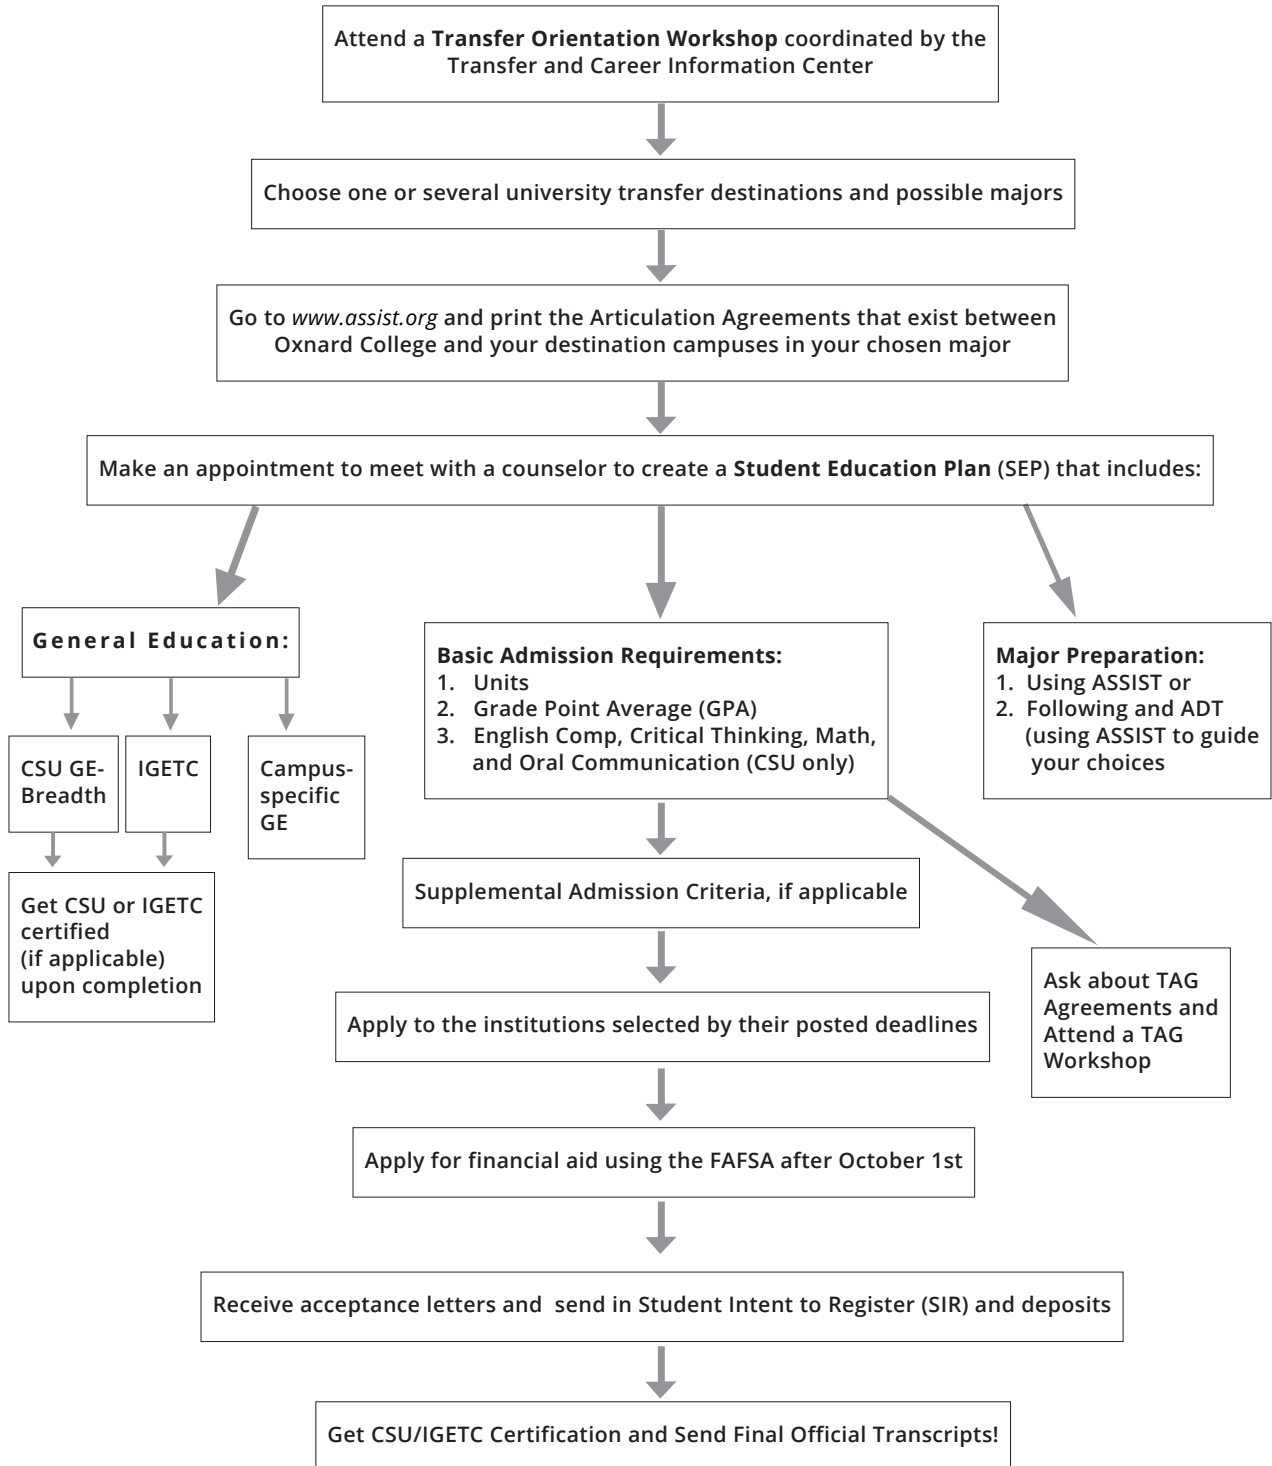 Attend a Transfer Orientation Workshop coordinated by the
Transfer and Career Information Center
Choose one or several university transfer destinations and possible majors
Go to www.assist.org and print the Articulation Agreements that exist between
Oxnard College and your destination campuses in your chosen major
Make an appointment to meet with a counselor to create a Student Education Plan (SEP) that includes:
General Education:
CSU GE-
Breadth
IGETC
Campus-
specific
GE
Get CSU or IGETC
certified
(if applicable)
upon completion
Basic Admission Requirements:
1. Units
2. Grade Point Average (GPA)
3. English Comp, Critical Thinking, Math,
and Oral Communication (CSU only)
Major Preparation:
1. Using ASSIST or
2. Following and ADT
(using ASSIST to guide
your choices
Supplemental Admission Criteria, if applicable
Ask about TAG
Agreements and
Attend a TAG
Workshop
Apply to the institutions selected by their posted deadlines
Apply for financial aid using the FAFSA after October 1st
Receive acceptance letters and send in Student Intent to Register (SIR) and deposits
Get CSU/IGETC Certification and Send Final Official Transcripts!